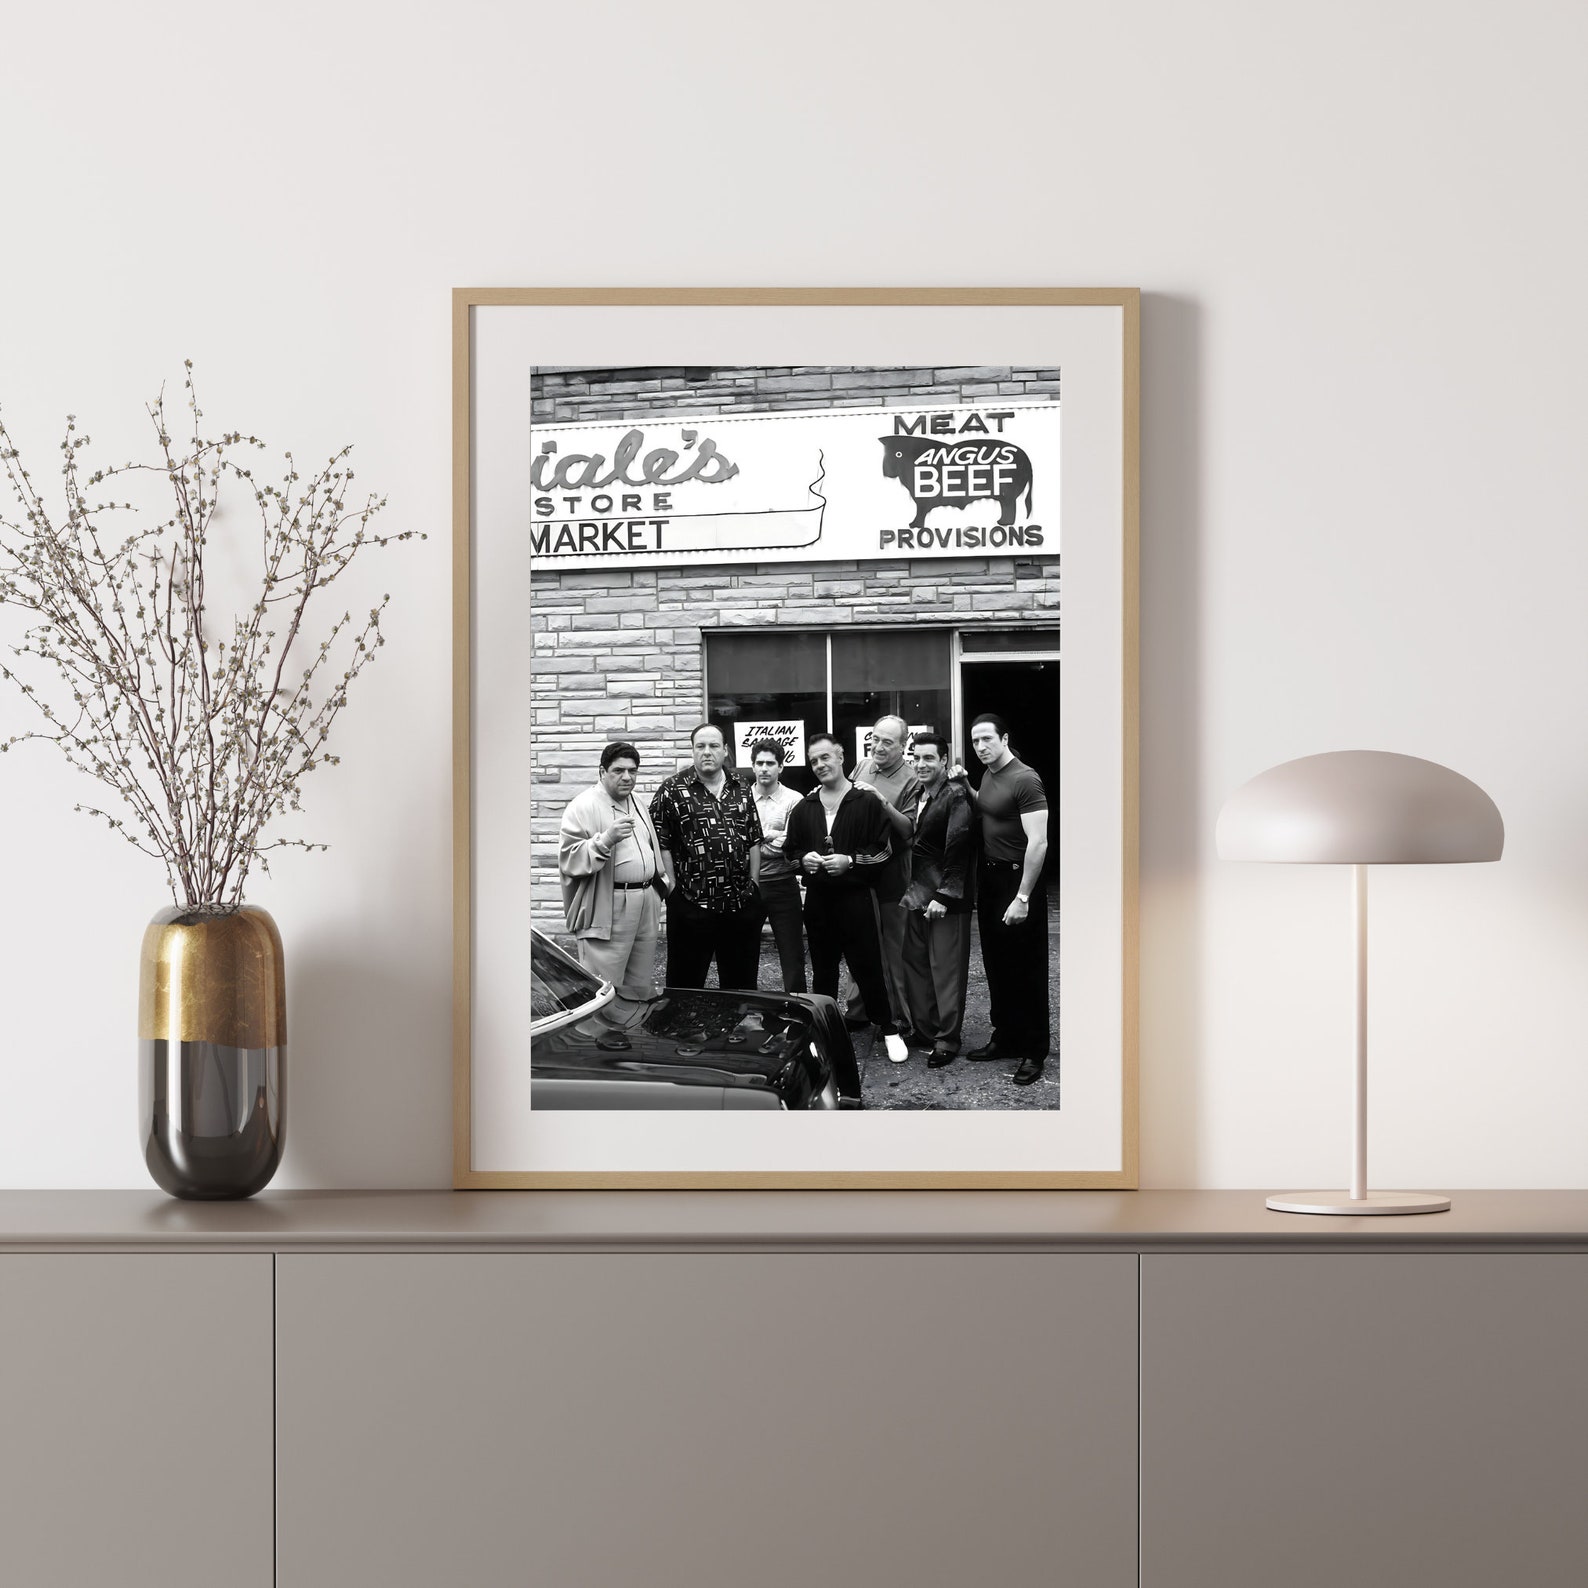 iale's
STORE
MARKET
MEAT
ANGUS
BEEF
PROVISIONS
ITALIAN